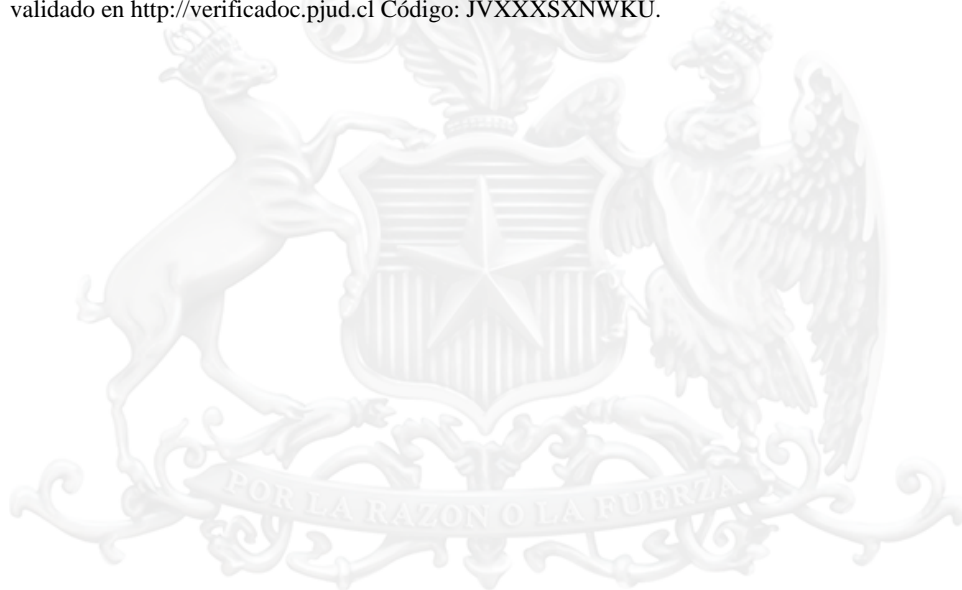 validado en http://verificadoc.pjud.cl Código: JVXXXSXNWKU.
POR LA RAZON O LA FUERZA